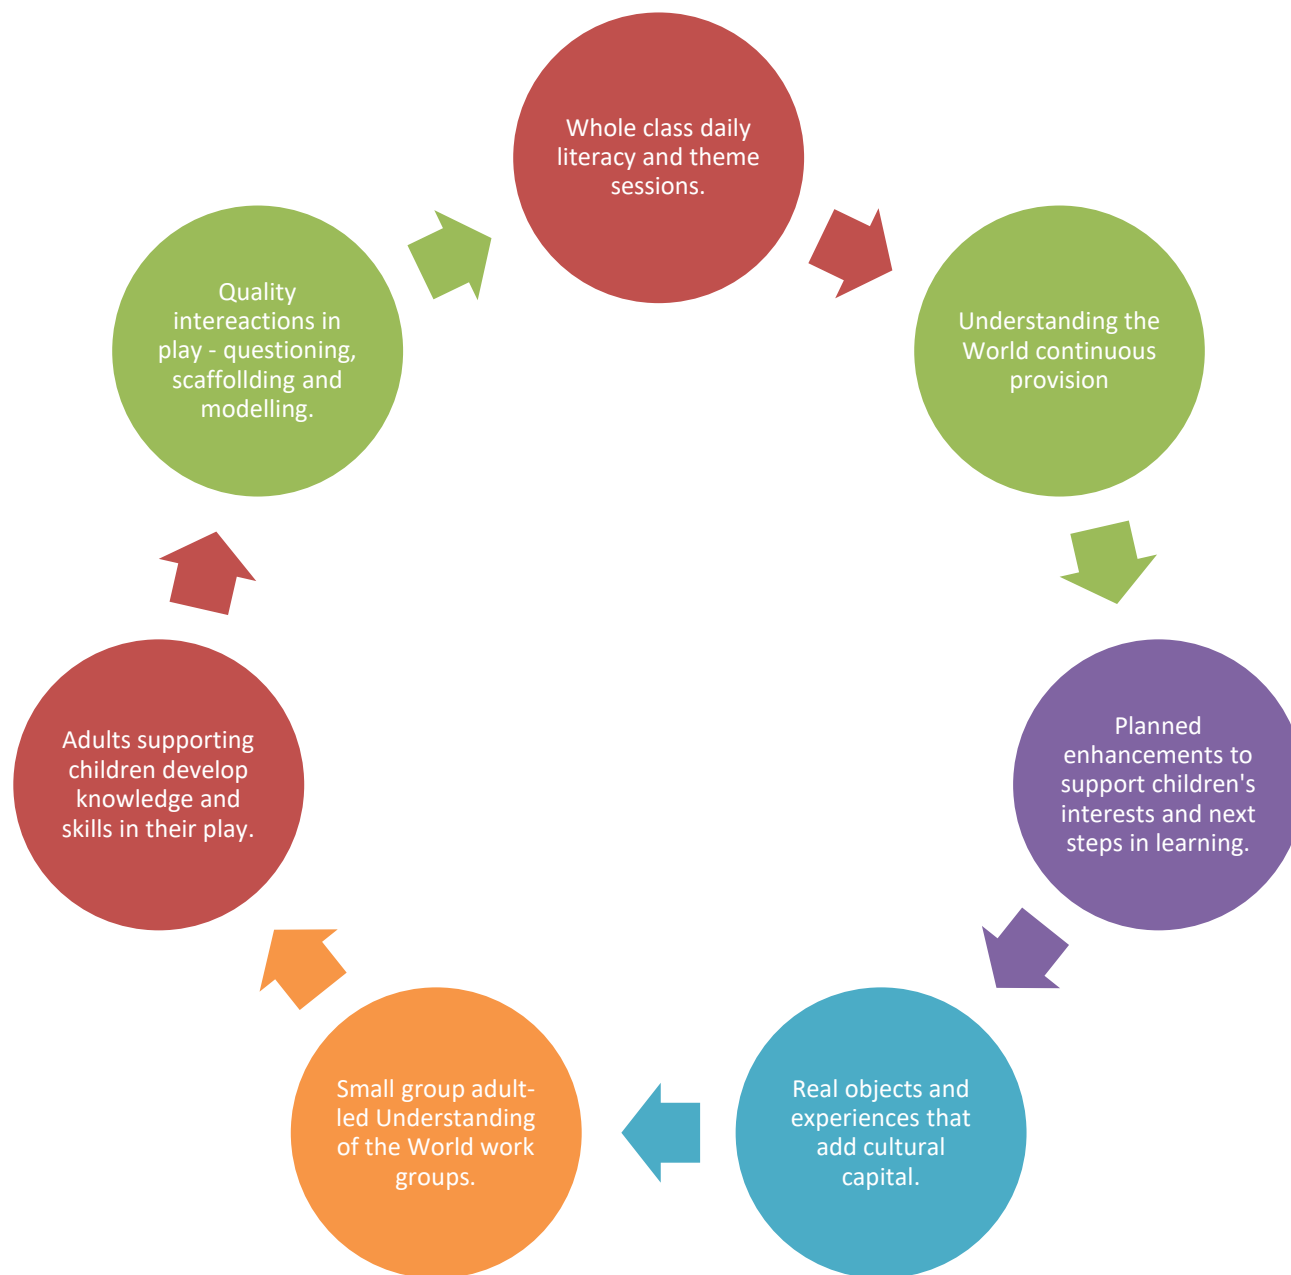 Whole class daily
literacy and theme
sessions.
Understanding the
World continuous
provision
Planned
enhancements to
support children's
interests and next
steps in learning.
Real objects and
experiences that
add cultural
capital.
Small group adult-
led Understanding
of the World work
groups.
Adults supporting
children develop
knowledge and
skills in their play.
Quality
intereactions in
play - questioning,
scaffollding and
modelling.